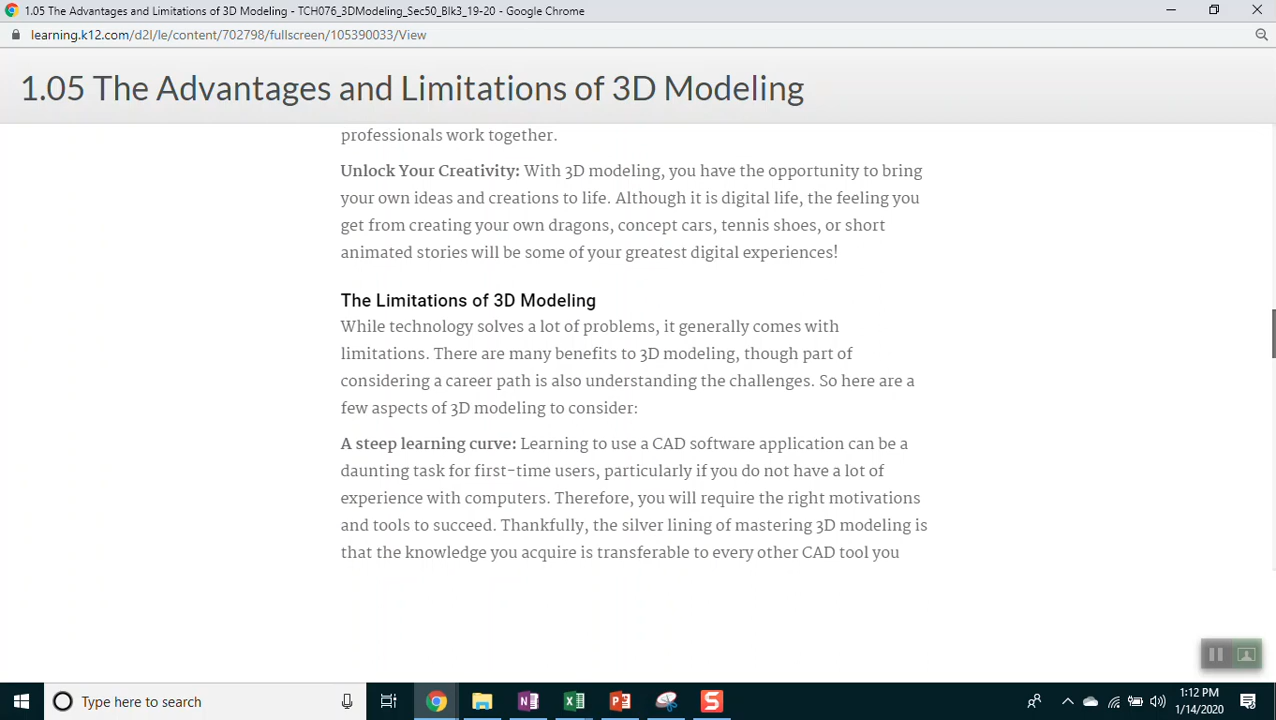 1.05 The Advantages and Limitations of 3D Modeling - TCH076_3DModeling_Sec50_Blk3_19-20 - Google Chrome
learning.k12.com/d2l/le/content/702798/fullscreen/105390033/View
1.05 The Advantages and Limitations of 3D Modeling
professionals work together.
Unlock Your Creativity: With 3D modeling, you have the opportunity to bring
your own ideas and creations to life. Although it is digital life, the feeling you
get from creating your own dragons, concept cars, tennis shoes, or short
animated stories will be some of your greatest digital experiences!
The Limitations of 3D Modeling
While technology solves a lot of problems, it generally comes with
limitations. There are many benefits to 3D modeling, though part of
considering a career path is also understanding the challenges. So here are a
few aspects of 3D modeling to consider:
A steep learning curve: Learning to use a CAD software application can be a
daunting task for first-time users, particularly if you do not have a lot of
experience with computers. Therefore, you will require the right motivations
and tools to succeed. Thankfully, the silver lining of mastering 3D modeling is
that the knowledge you acquire is transferable to every other CAD tool you
Type here to search
1:12 PM
1/14/2020